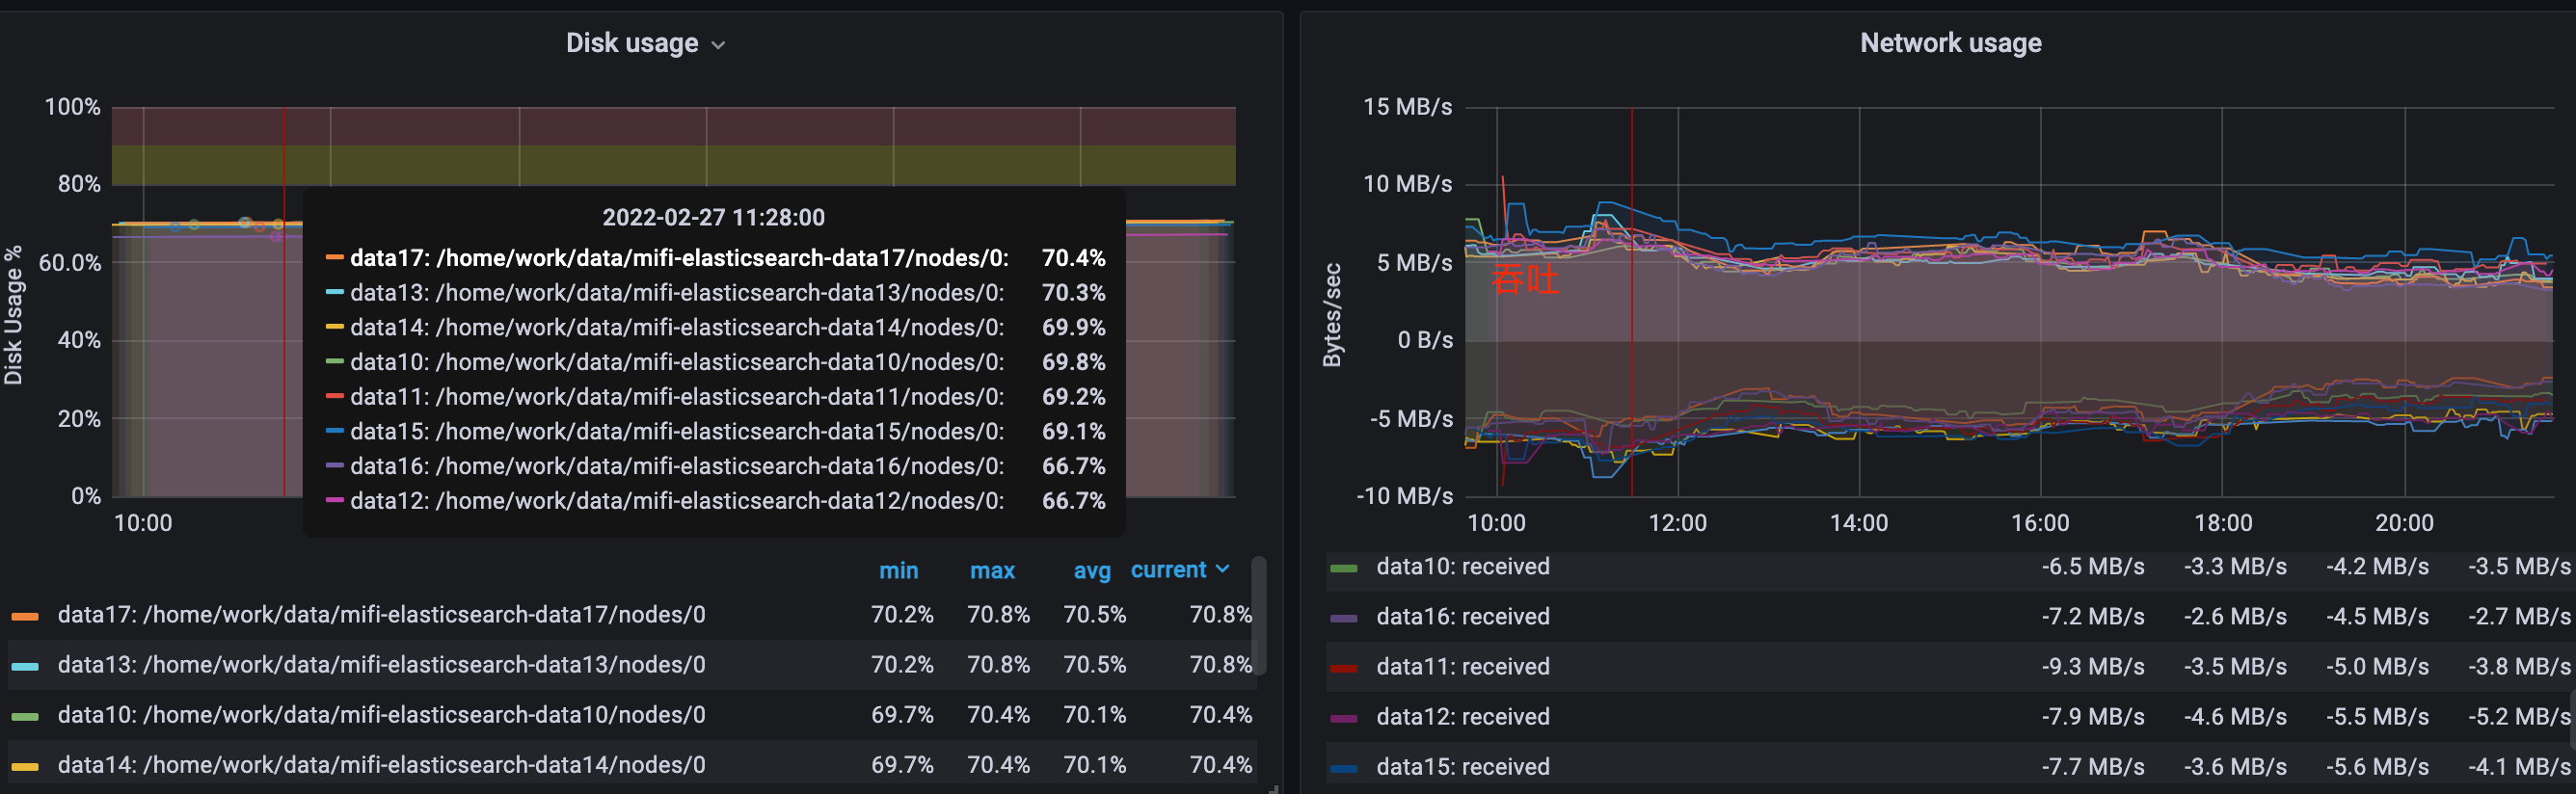 Disk usage
100%
80%
60.0%
40%
20%
0%
Disk Usage %
10:00
2022-02-27 11:28:00
data17: /home/work/data/mifi-elasticsearch-data17/nodes/0: 70.4%
data13: /home/work/data/mifi-elasticsearch-data13/nodes/0: 70.3%
data14: /home/work/data/mifi-elasticsearch-data14/nodes/0: 69.9%
data10: /home/work/data/mifi-elasticsearch-data10/nodes/0: 69.8%
data11: /home/work/data/mifi-elasticsearch-data11/nodes/0: 69.2%
data15: /home/work/data/mifi-elasticsearch-data15/nodes/0: 69.1%
data16: /home/work/data/mifi-elasticsearch-data16/nodes/0: 66.7%
data12: /home/work/data/mifi-elasticsearch-data12/nodes/0: 66.7%
min max avg current
data17: /home/work/data/mifi-elasticsearch-data17/nodes/0 70.2% 70.8% 70.5% 70.8%
data13: /home/work/data/mifi-elasticsearch-data13/nodes/0 70.2% 70.8% 70.5% 70.8%
data10: /home/work/data/mifi-elasticsearch-data10/nodes/0 69.7% 70.4% 70.1% 70.4%
data14: /home/work/data/mifi-elasticsearch-data14/nodes/0 69.7% 70.4% 70.1% 70.4%
Network usage
15 MB/s
10 MB/s
5 MB/s
0 B/s
-5 MB/s
-10 MB/s
Bytes/sec
吞吐
10:00 12:00 14:00 16:00 18:00 20:00
data10: received -6.5 MB/s -3.3 MB/s -4.2 MB/s -3.5 MB/s
data16: received -7.2 MB/s -2.6 MB/s -4.5 MB/s -2.7 MB/s
data11: received -9.3 MB/s -3.5 MB/s -5.0 MB/s -3.8 MB/s
data12: received -7.9 MB/s -4.6 MB/s -5.5 MB/s -5.2 MB/s
data15: received -7.7 MB/s -3.6 MB/s -5.6 MB/s -4.1 MB/s